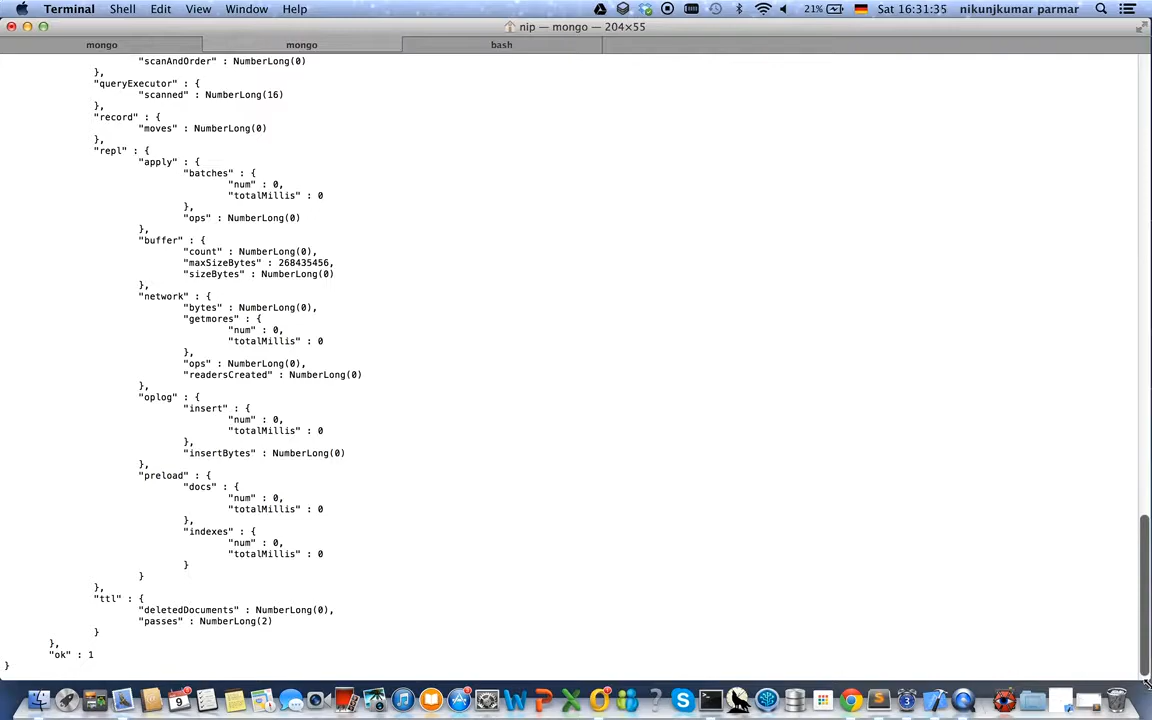 Terminal Shell Edit View Window Help 21% Sat 16:31:35 nikunjkumar parmar
nip — mongo — 204×55
mongo mongo bash
"scanAndOrder" : NumberLong(0)
},
"queryExecutor" : {
"scanned" : NumberLong(16)
},
"record" : {
"moves" : NumberLong(0)
},
"repl" : {
"apply" : {
"batches" : {
"num" : 0,
"totalMillis" : 0
},
"ops" : NumberLong(0)
},
"buffer" : {
"count" : NumberLong(0),
"maxSizeBytes" : 268435456,
"sizeBytes" : NumberLong(0)
},
"network" : {
"bytes" : NumberLong(0),
"getmores" : {
"num" : 0,
"totalMillis" : 0
},
"ops" : NumberLong(0),
"readersCreated" : NumberLong(0)
},
"oplog" : {
"insert" : {
"num" : 0,
"totalMillis" : 0
},
"insertBytes" : NumberLong(0)
},
"preload" : {
"docs" : {
"num" : 0,
"totalMillis" : 0
},
"indexes" : {
"num" : 0,
"totalMillis" : 0
}
}
},
"ttl" : {
"deletedDocuments" : NumberLong(0),
"passes" : NumberLong(2)
}
},
"ok" : 1
}